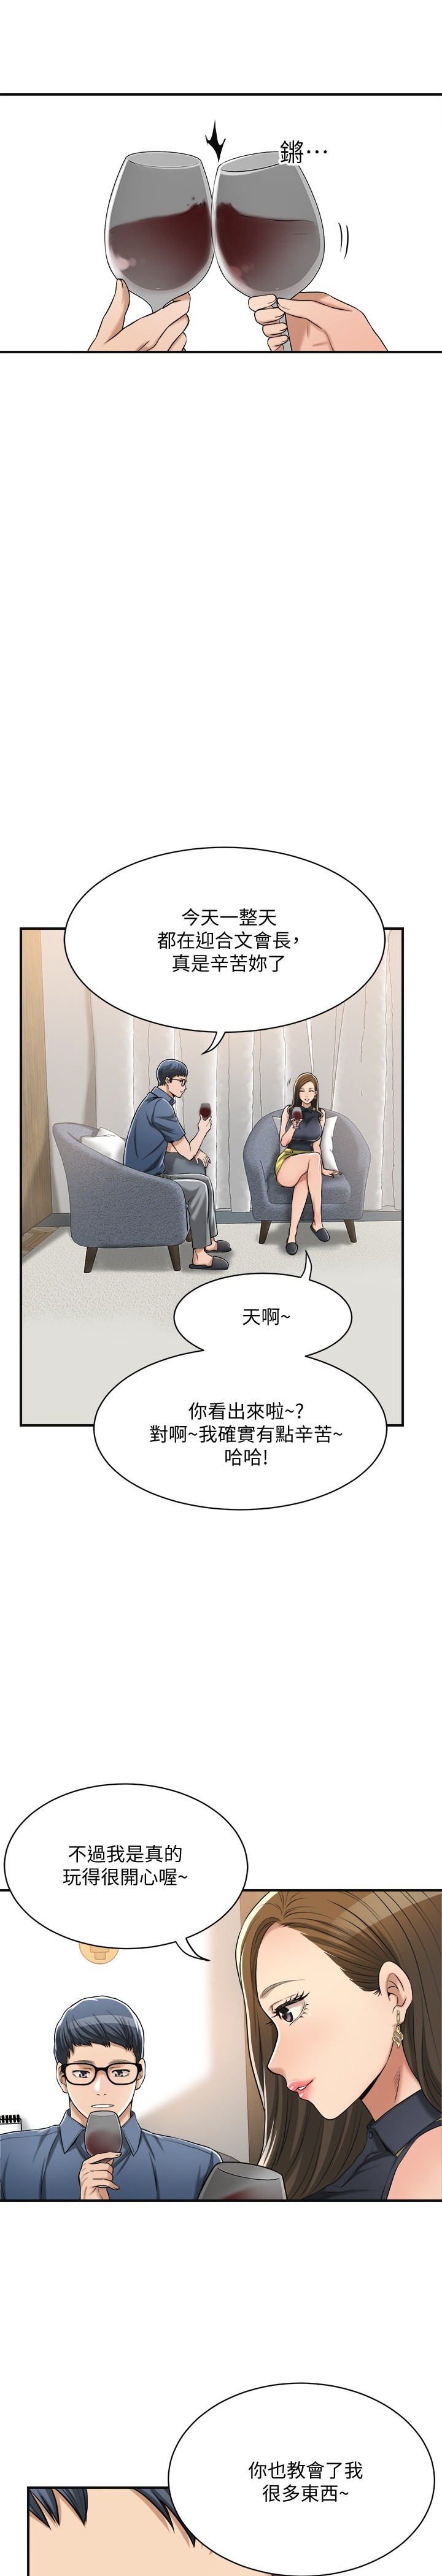 鏘⋯
今天一整天
都在迎合文會長,
真是辛苦妳了
天啊~
你看出來啦~?
對啊~我確實有點辛苦~
哈哈!
不過我是真的
玩得很開心喔~
你也教會了我
很多東西~